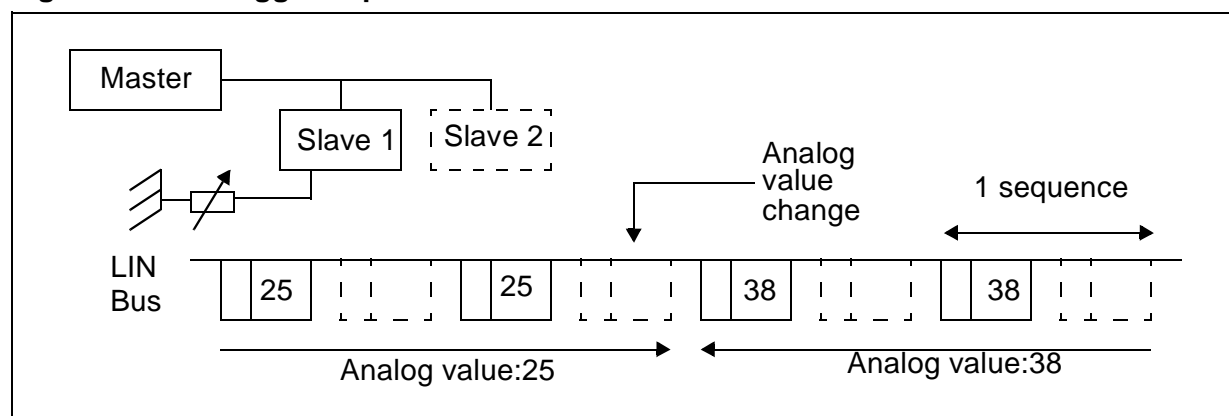 Master
Slave 1
Slave 2
Analog
value
change
1 sequence
LIN
Bus
25
25
38
38
Analog value:25
Analog value:38